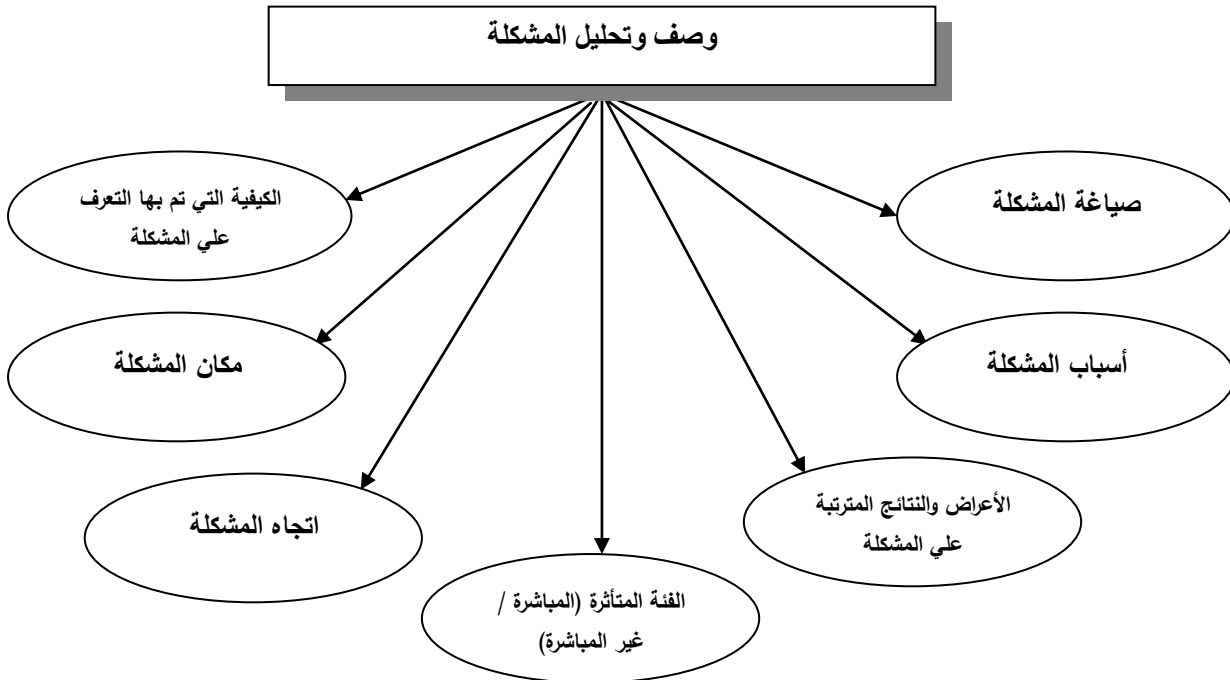 وصف وتحليل المشكلة
صياغة المشكلة
الكيفية التي تم بها التعرف
علي المشكلة
أسباب المشكلة
مكان المشكلة
الأعراض والنتائج المترتبة
علي المشكلة
اتجاه المشكلة
الفئة المتأثرة (المباشرة /
غير المباشرة)